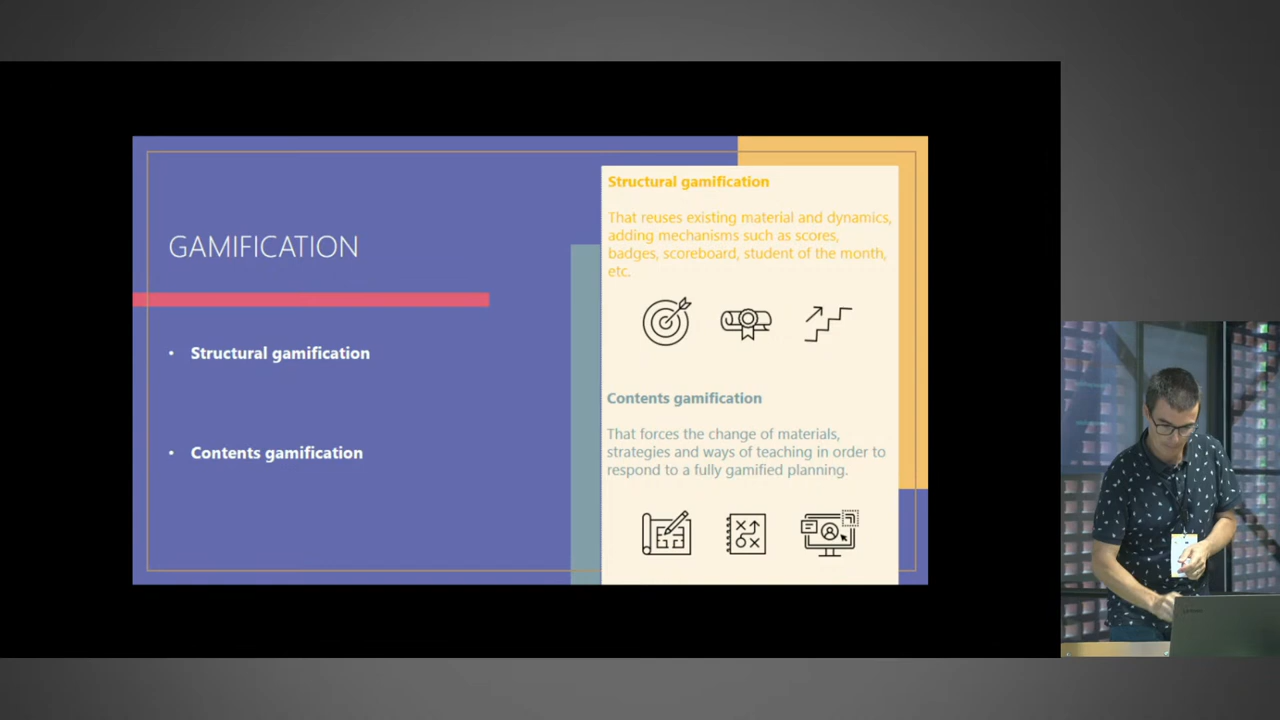 GAMIFICATION
• Structural gamification
• Contents gamification
Structural gamification
That reuses existing material and dynamics,
adding mechanisms such as scores,
badges, scoreboard, student of the month,
etc.
Contents gamification
That forces the change of materials,
strategies and ways of teaching in order to
respond to a fully gamified planning.